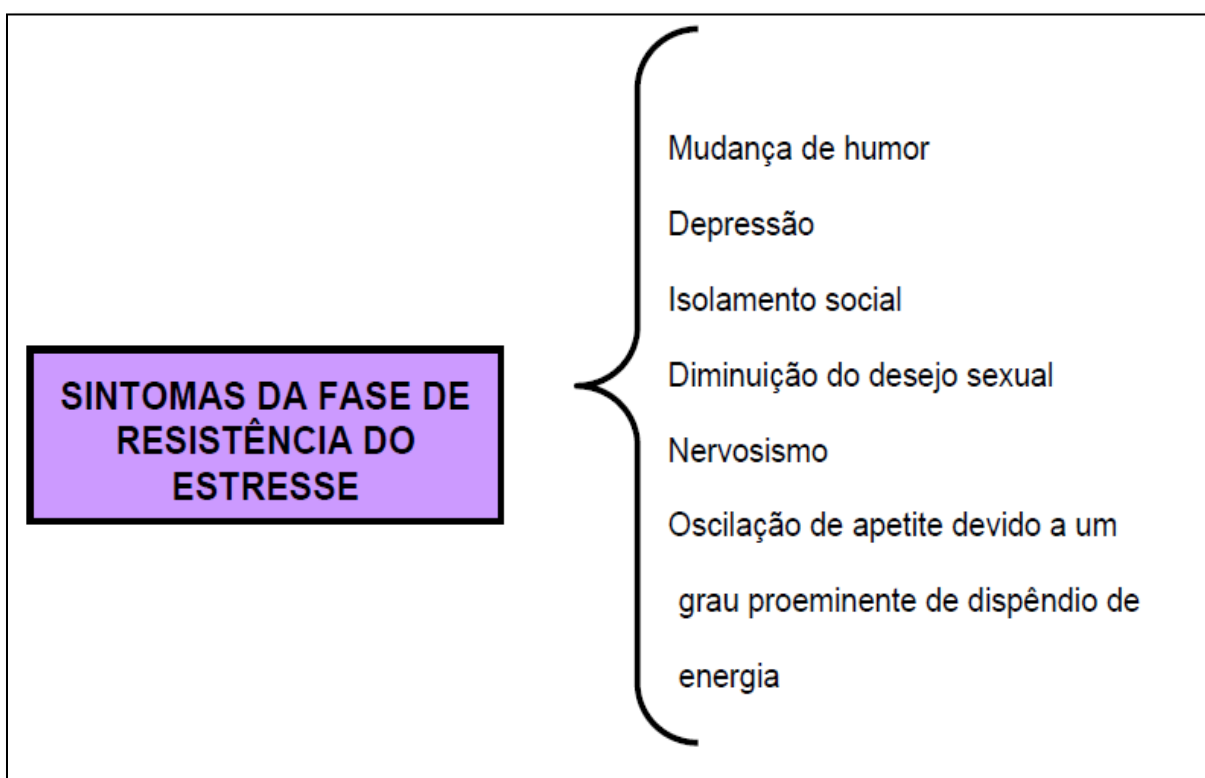 SINTOMAS DA FASE DE
RESISTÊNCIA DO
ESTRESSE
Mudança de humor
Depressão
Isolamento social
Diminuição do desejo sexual
Nervosismo
Oscilação de apetite devido a um
grau proeminente de dispêndio de
energia